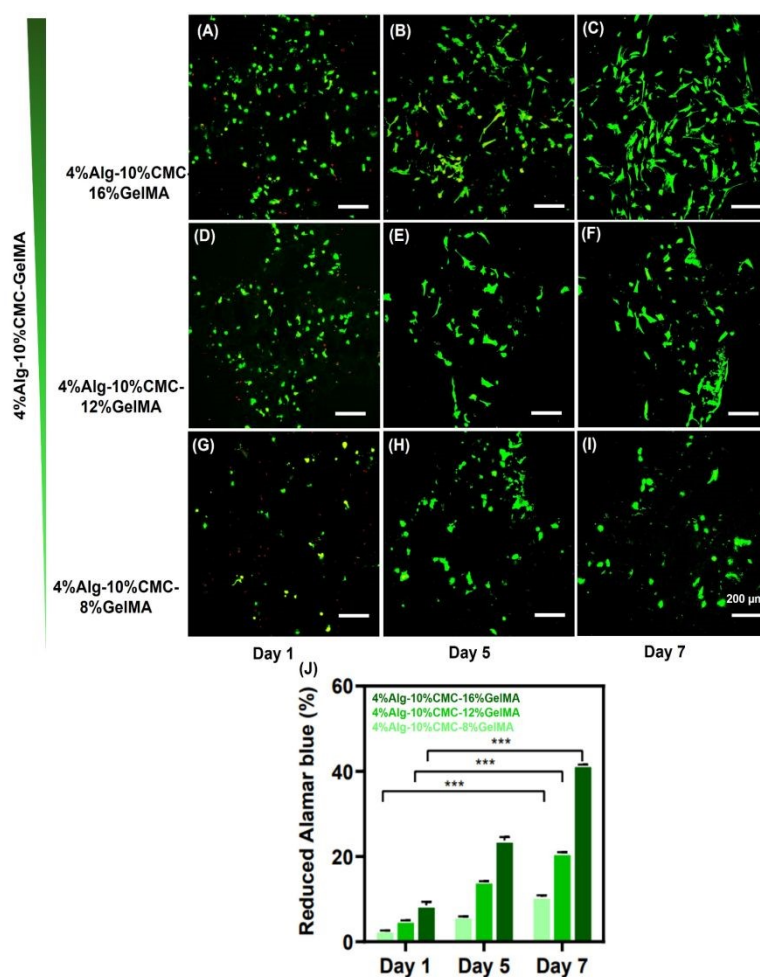 (A)
(B)
(C)
4%Alg-10%CMC-
16%GelMA
(D)
(E)
(F)
4%Alg-10%CMC-GelMA
4%Alg-10%CMC-
12%GelMA
(G)
(H)
(I)
4%Alg-10%CMC-
8%GelMA
200 µm
Day 1
Day 5
Day 7
(J)
Reduced Alamar blue (%)
60
40
20
0
4%Alg-10%CMC-16%GelMA
4%Alg-10%CMC-12%GelMA
4%Alg-10%CMC-8%GelMA
***
***
***
Day 1
Day 5
Day 7